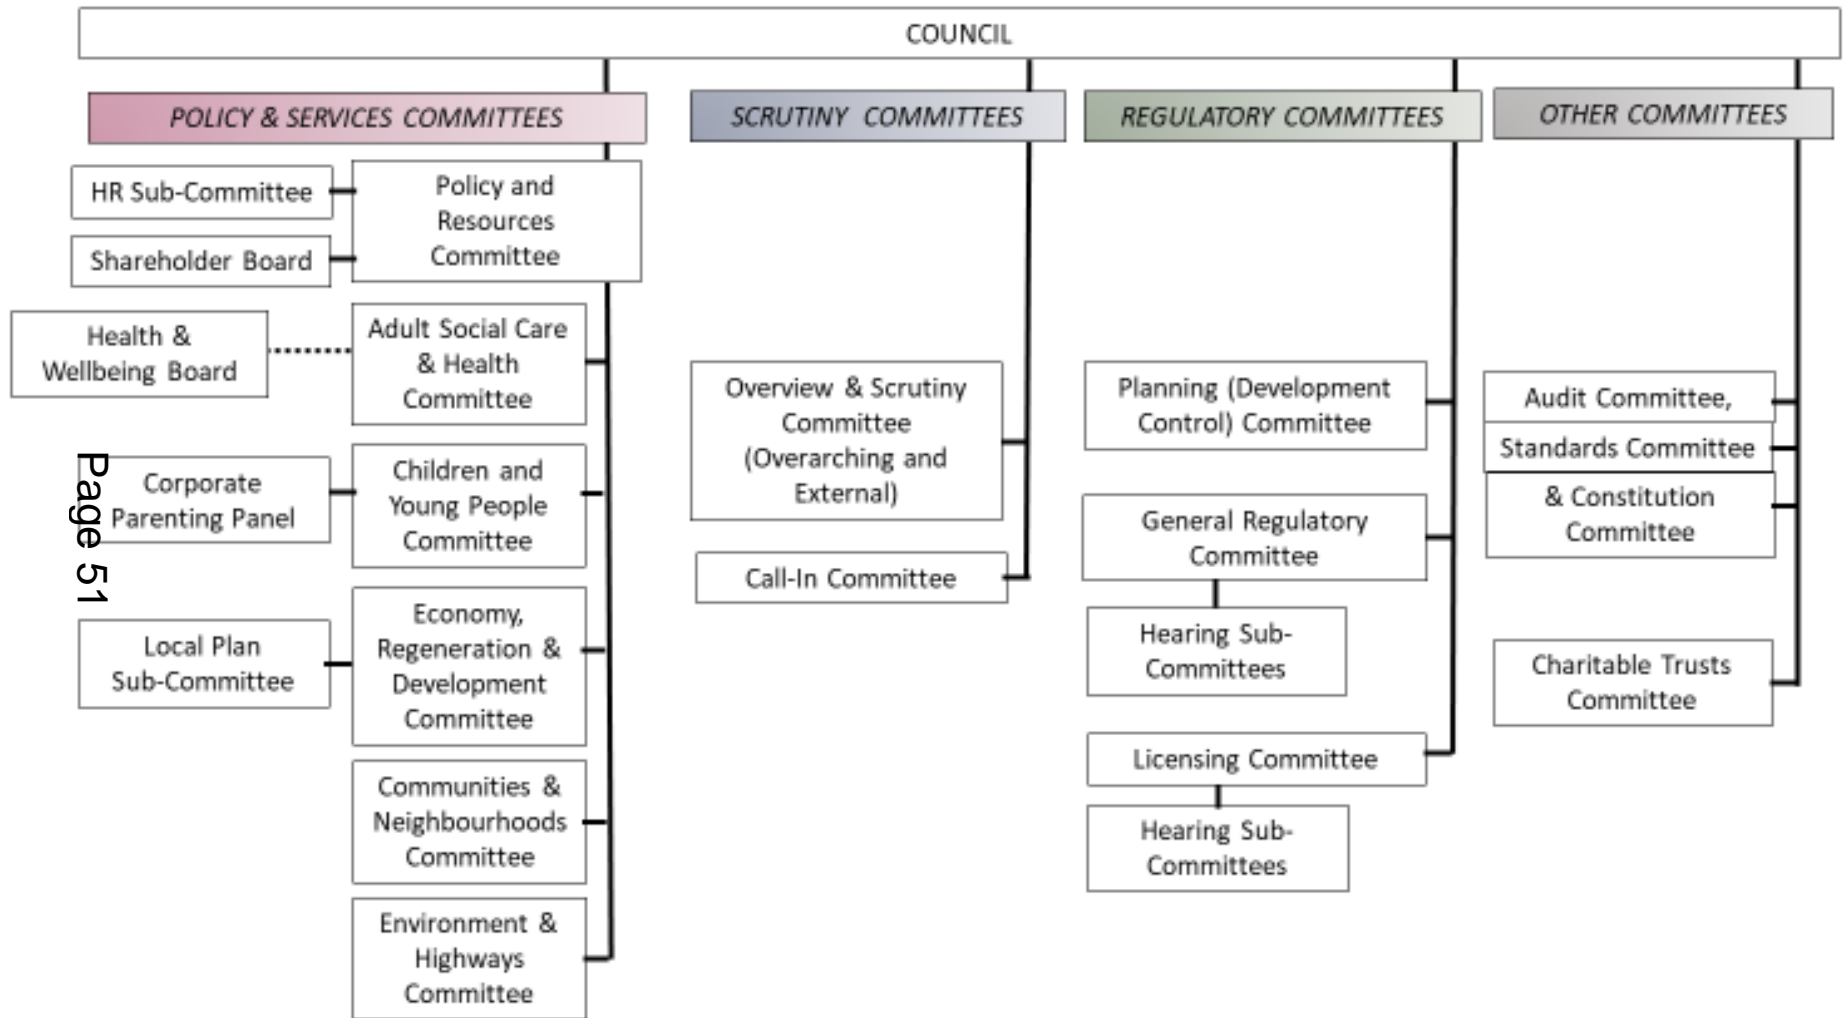 COUNCIL
POLICY & SERVICES COMMITTEES
HR Sub-Committee
Shareholder Board
Policy and
Resources
Committee
Health &
Wellbeing Board
Adult Social Care
& Health
Committee
Corporate
Parenting Panel
Children and
Young People
Committee
Local Plan
Sub-Committee
Economy,
Regeneration &
Development
Committee
Communities &
Neighbourhoods
Committee
Environment &
Highways
Committee
SCRUTINY COMMITTEES
Overview & Scrutiny
Committee
(Overarching and
External)
Call-In Committee
REGULATORY COMMITTEES
Planning (Development
Control) Committee
General Regulatory
Committee
Hearing Sub-
Committees
Licensing Committee
Hearing Sub-
Committees
OTHER COMMITTEES
Audit Committee,
Standards Committee
& Constitution
Committee
Charitable Trusts
Committee
Page 51